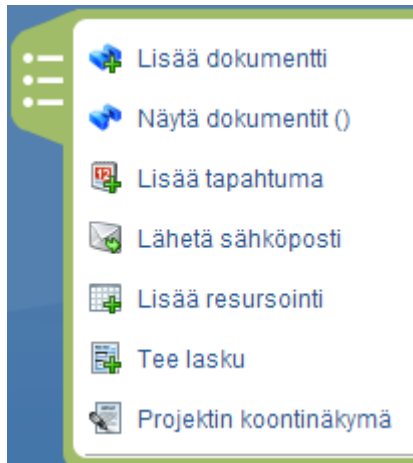 Lisää dokumentti
Näytä dokumentit ()
Lisää tapahtuma
Lähetä sähköposti
Lisää resursointi
Tee lasku
Projektin koontinäkymä